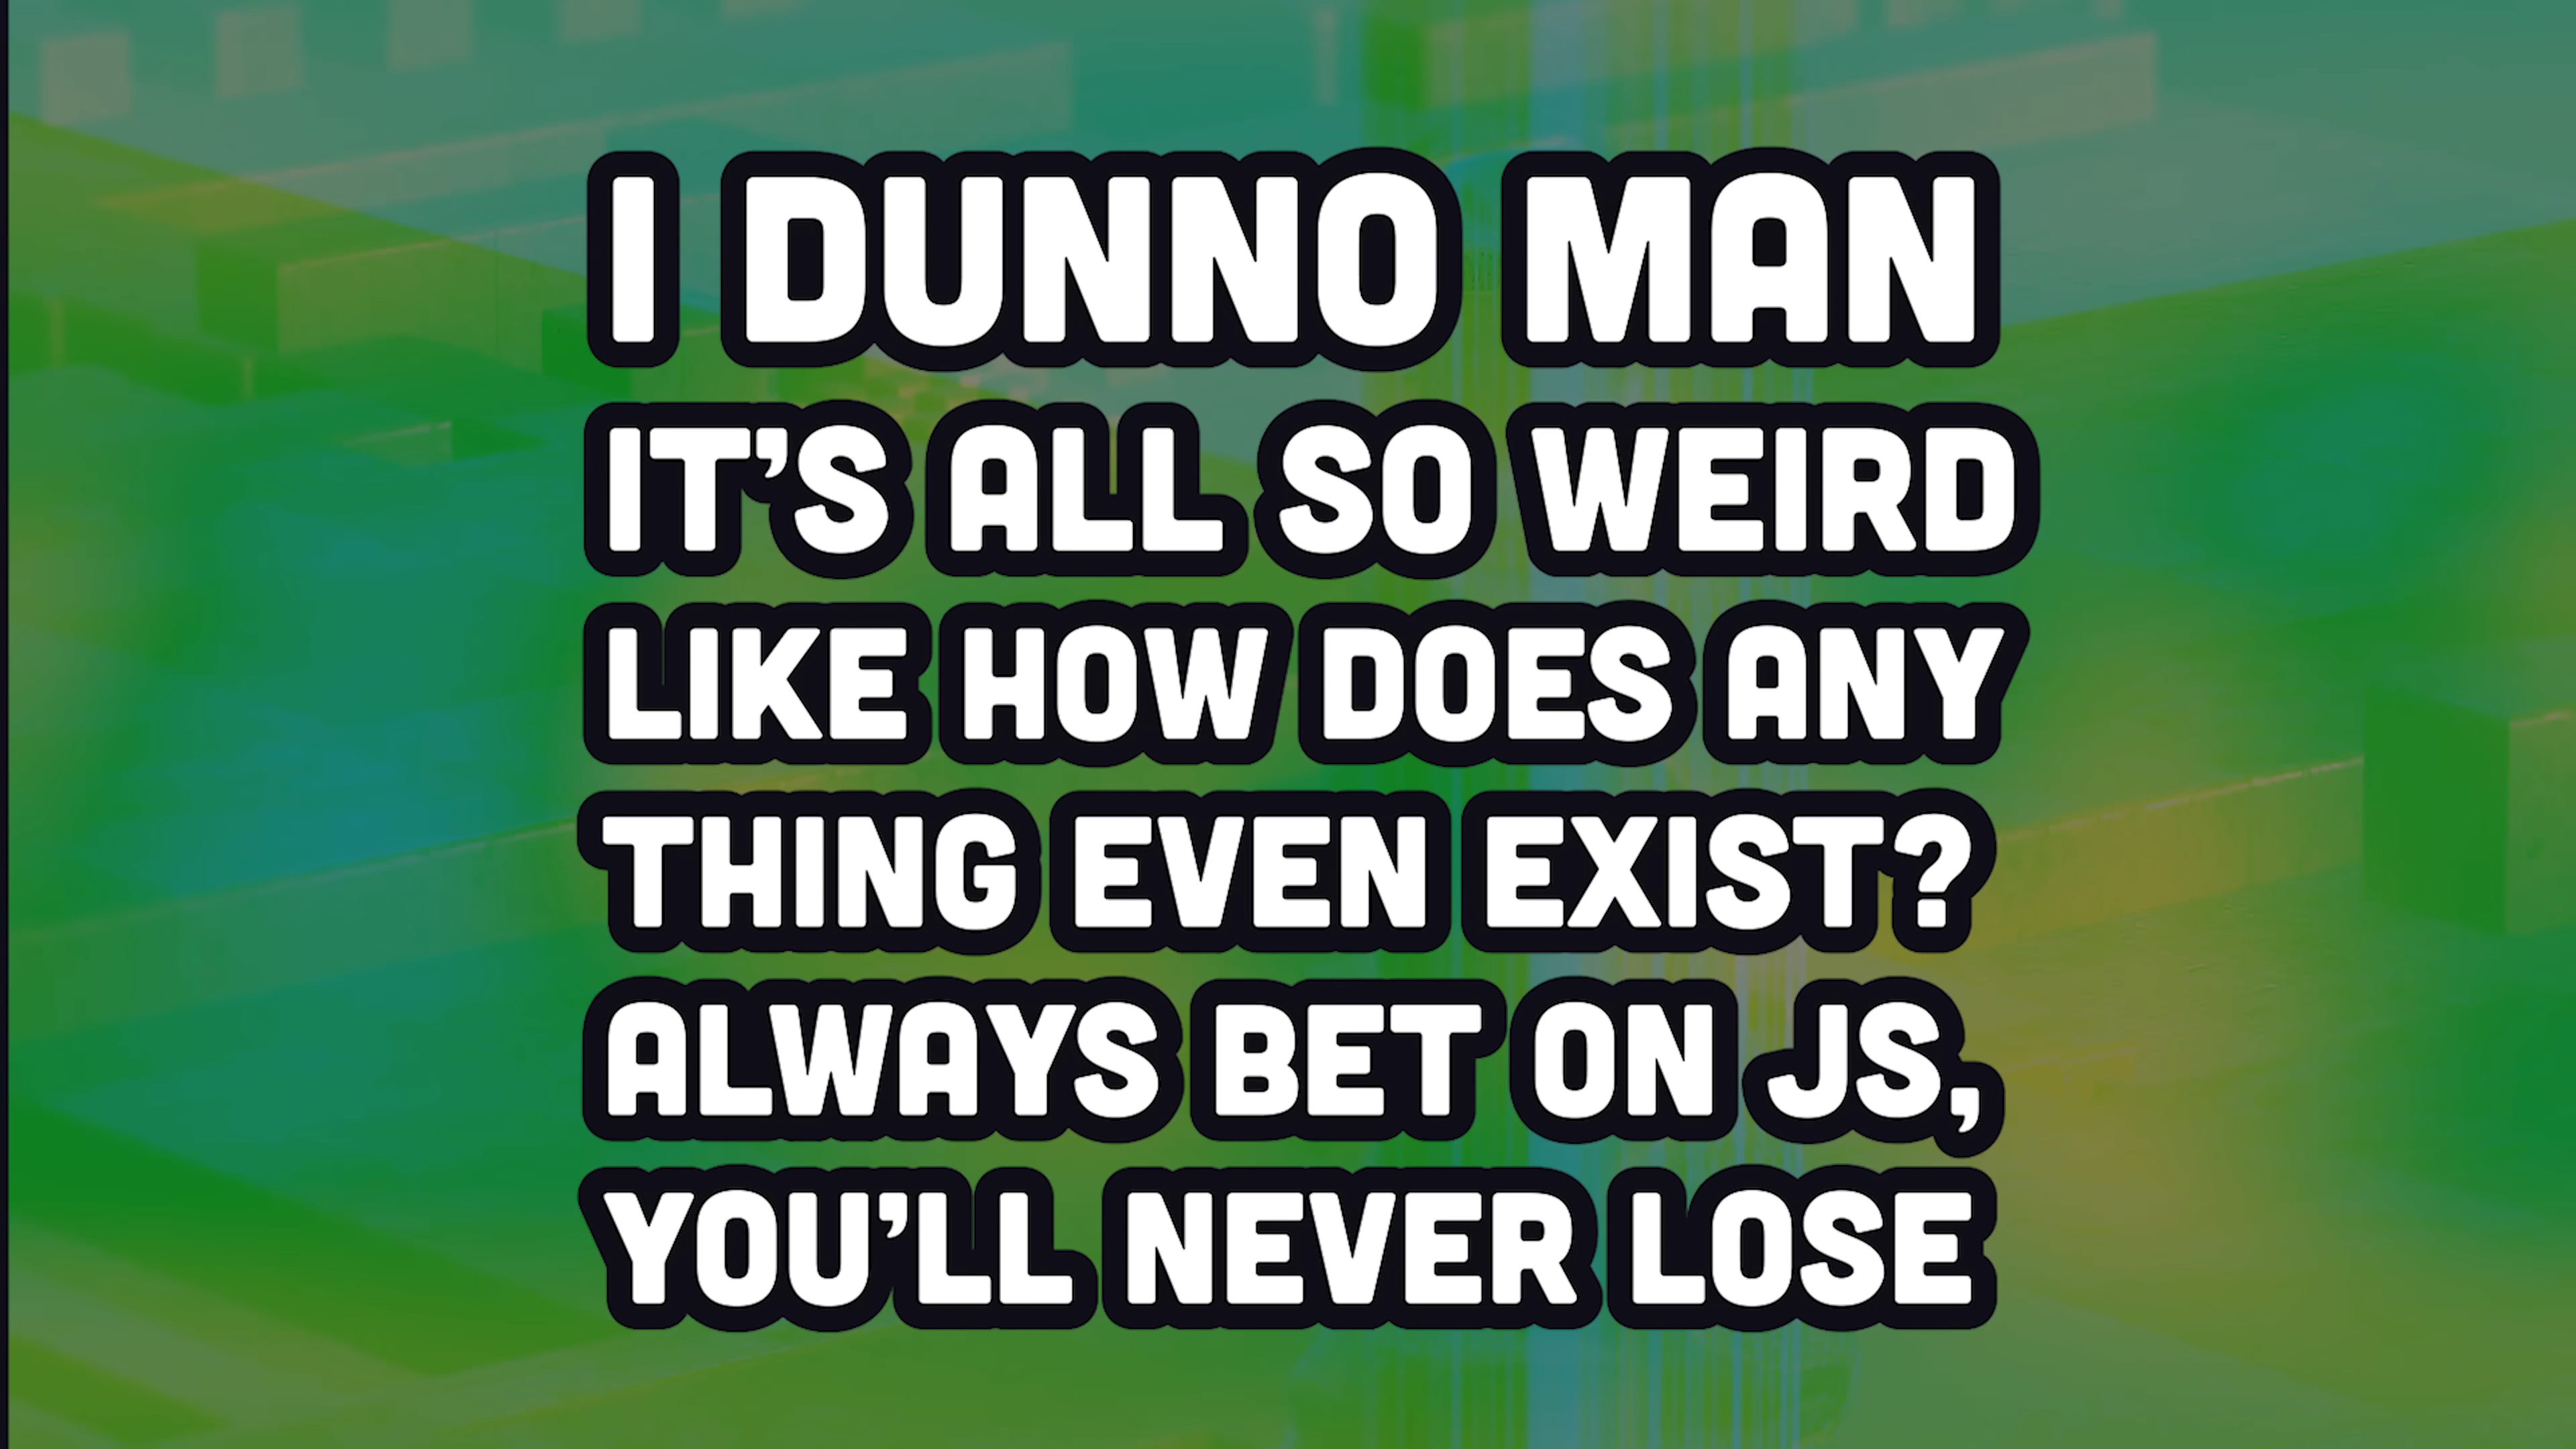 I DUNNO MAN
IT’S ALL SO WEIRD
LIKE HOW DOES ANY
THING EVEN EXIST?
ALWAYS BET ON JS,
YOU’LL NEVER LOSE